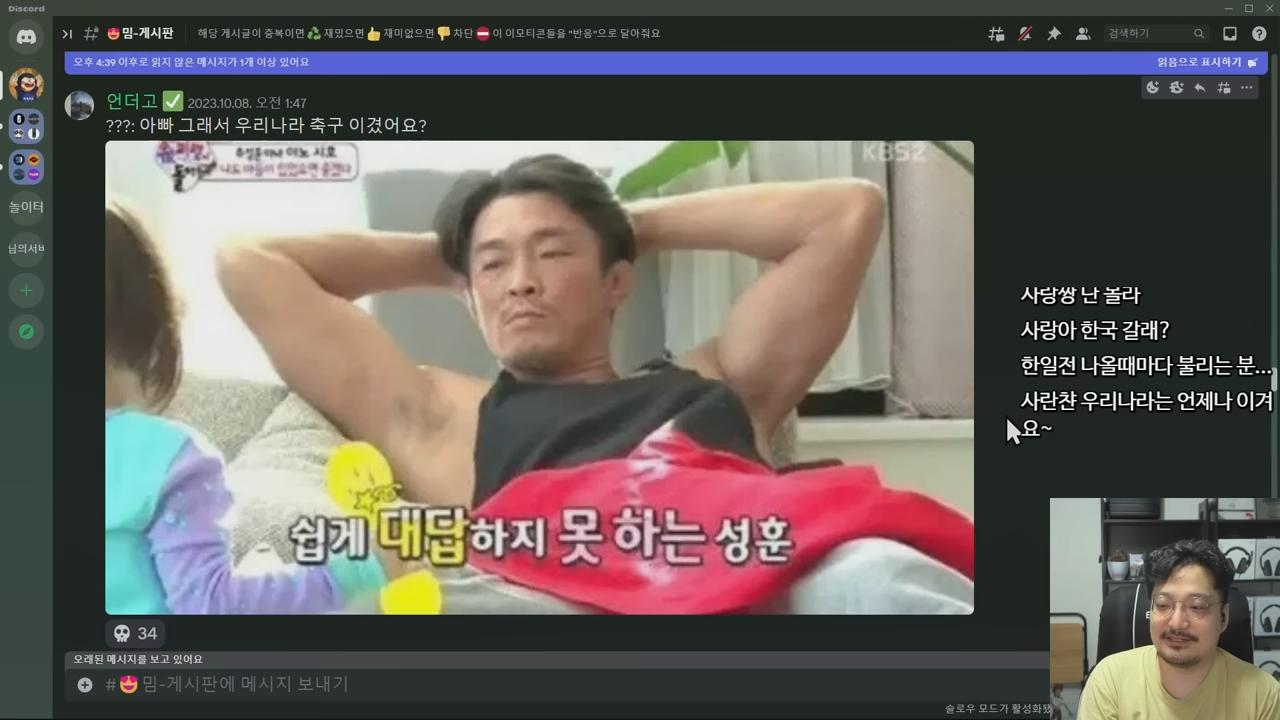 Discord
밈-게시판
해당 게시글이 중복이면 ♻ 재밌으면 👍 재미없으면 👎 차단 ⛔ 이 이모티콘들을 "반응"으로 달아줘요
검색하기
오후 4:39 이후로 읽지 않은 메시지가 1개 이상 있어요
읽음으로 표시하기
언더고 ✅ 2023.10.08. 오전 1:47
???: 아빠 그래서 우리나라 축구 이겼어요?
KBS2
쉽게 대답하지 못 하는 성훈
34
놀이터
님의서버
사랑쌍 난 몰라
사랑아 한국 갈래?
한일전 나올때마다 불리는 분...
사란챤 우리나라는 언제나 이겨
요~
오래된 메시지를 보고 있어요
#😍밈-게시판에 메시지 보내기
슬로우 모드가 활성화됐